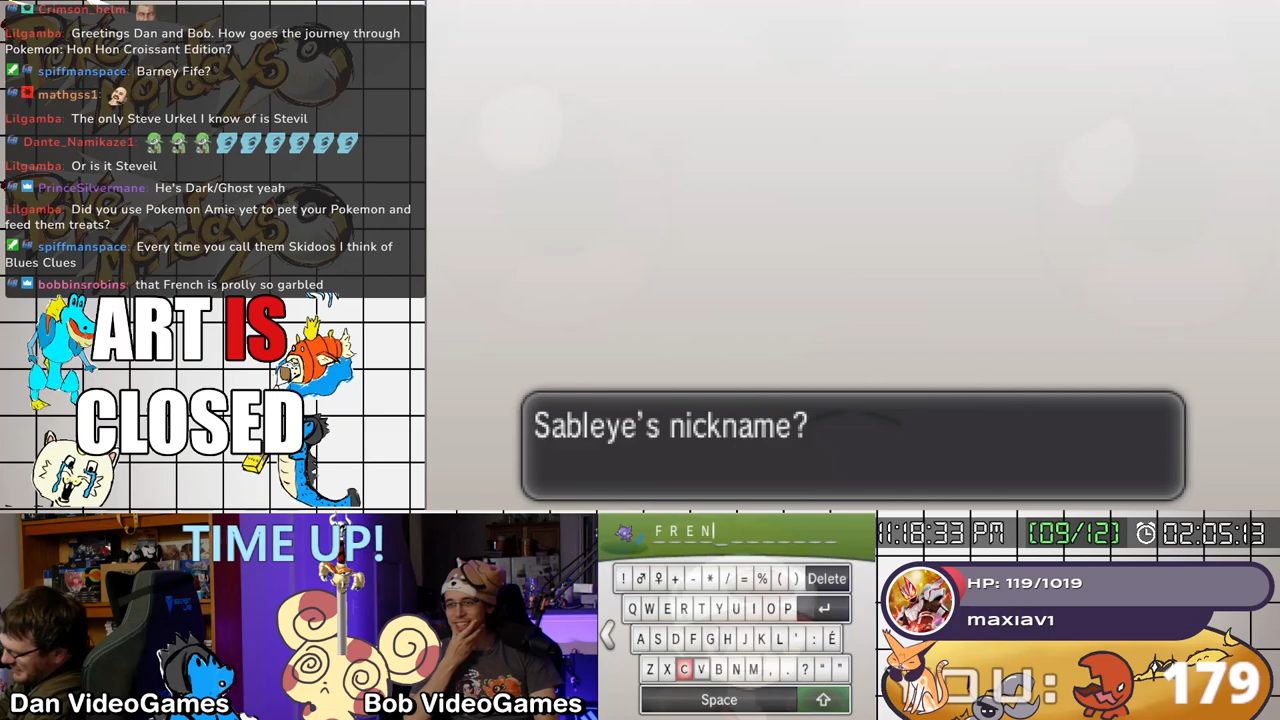 Crimson_helm:
Lilgamba: Greetings Dan and Bob. How goes the journey through
Pokemon: Hon Hon Croissant Edition?
spiffmanspace: Barney Fife?
mathgss1:
Lilgamba: The only Steve Urkel I know of is Stevil
Dante_Namikaze1:
Lilgamba: Or is it Steveil
PrinceSilvermane: He's Dark/Ghost yeah
Lilgamba: Did you use Pokemon Amie yet to pet your Pokemon and
feed them treats?
spiffmanspace: Every time you call them Skidoos I think of
Blues Clues
bobbinsrobins: that French is prolly so garbled
ART IS
CLOSED
Sableye's nickname?
TIME UP!
Dan VideoGames
Bob VideoGames
FREN
! ♂ ♀ + - * / = % ( ) Delete
Q W E R T Y U I O P
A S D F G H J K L ' : É
Z X C V B N M , . ? “ ”
Space
11:18:33 PM
[09/12]
02:05:13
HP: 119/1019
maxiav1
179